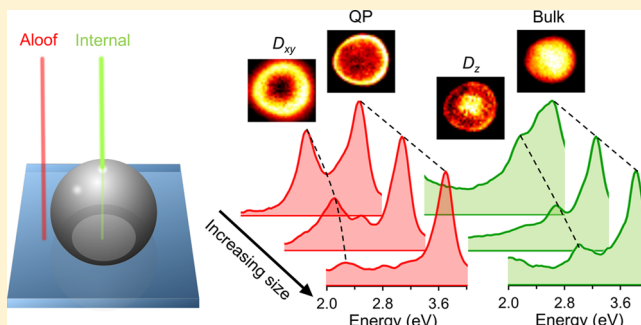 Aloof
Internal
QP
Bulk
Dxy
Dz
Increasing size
2.0 2.8 3.6
2.0 2.8 3.6
Energy (eV)
Energy (eV)